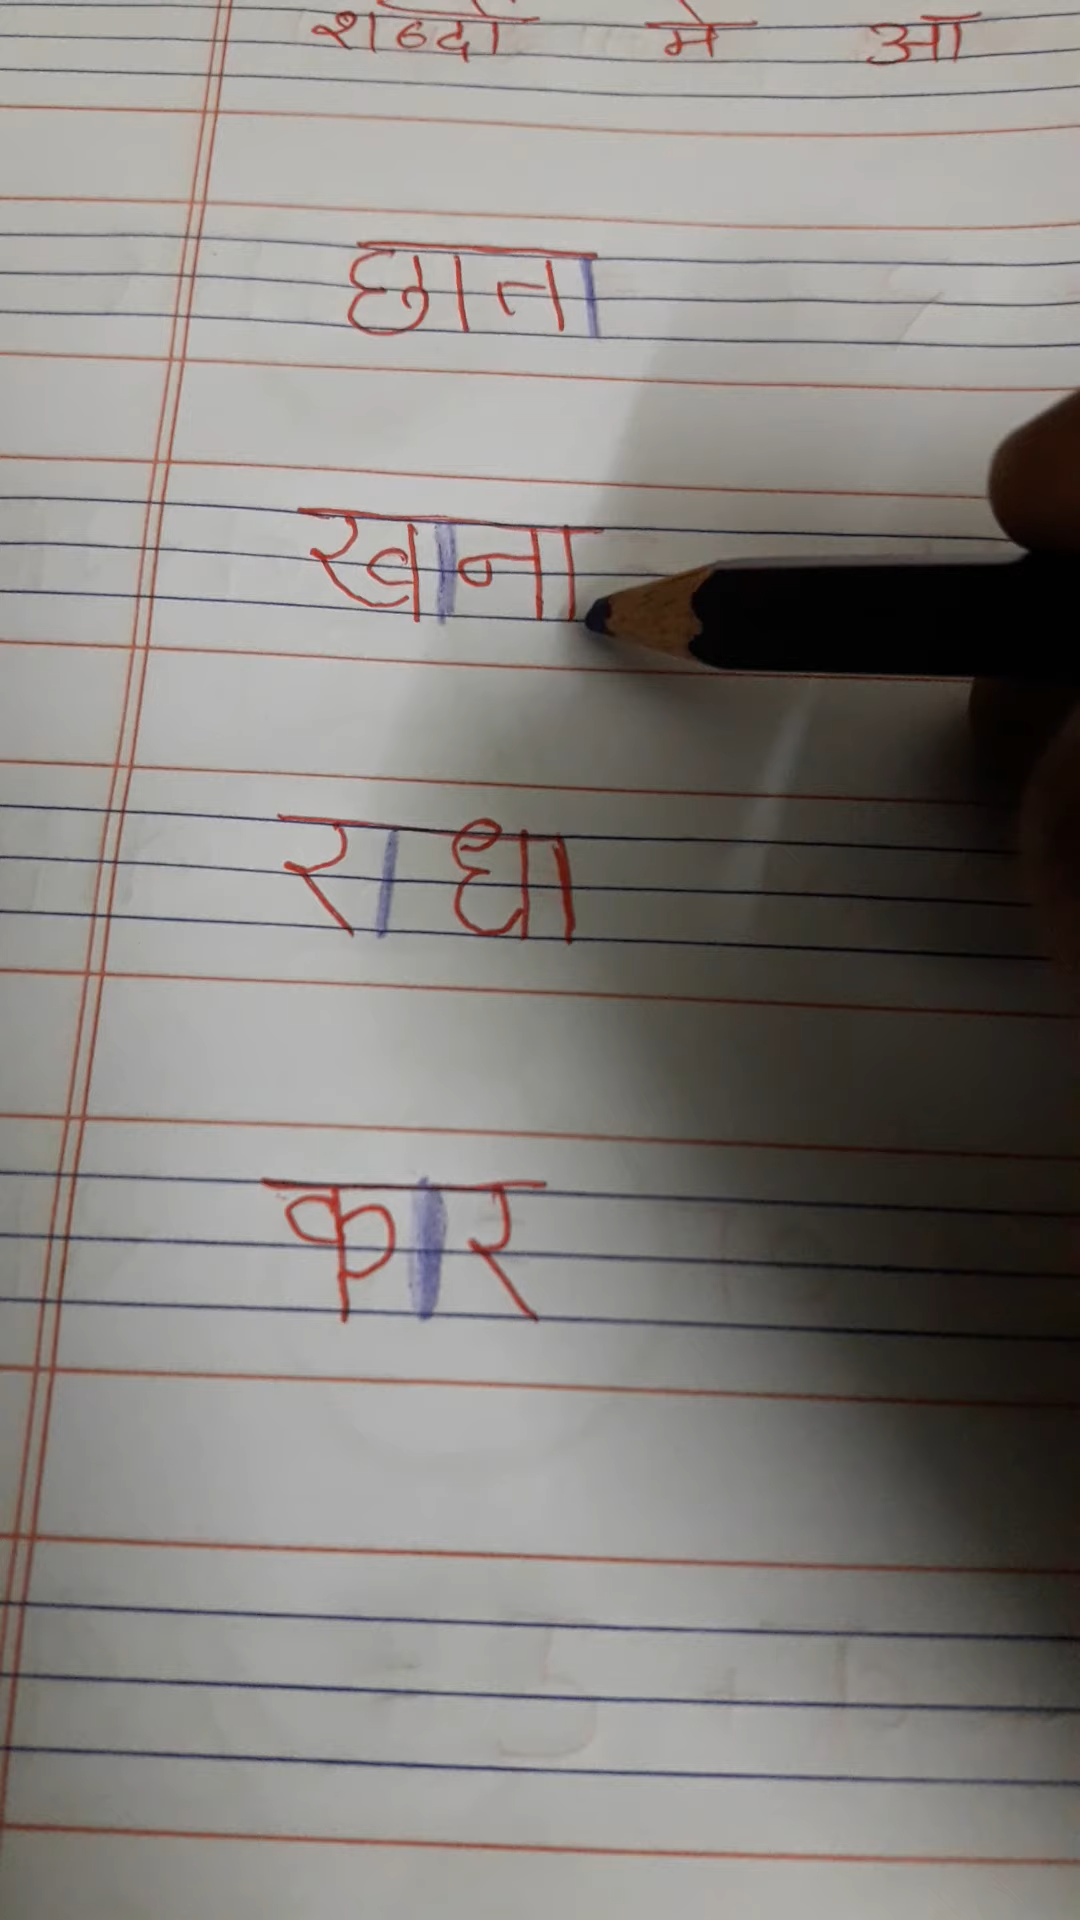 शब्दों मे आ
छाता
खाना
राधा
कार